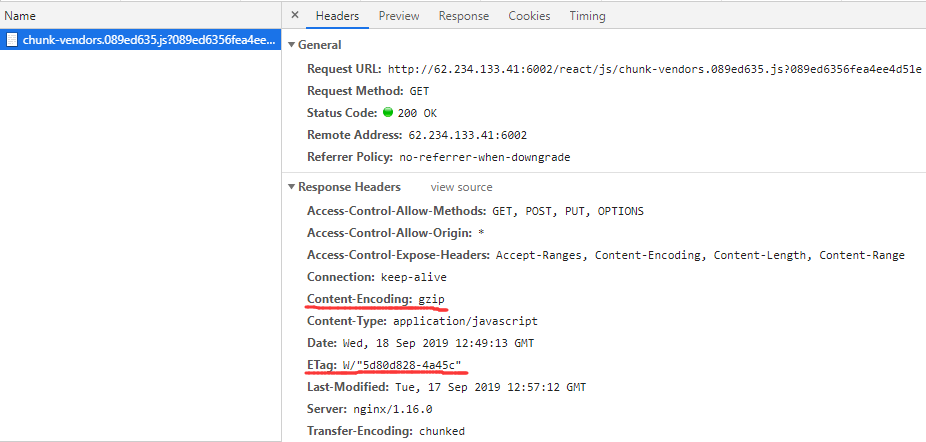 Name
chunk-vendors.089ed635.js?089ed6356fea4ee...
× Headers Preview Response Cookies Timing
▼ General
Request URL: http://62.234.133.41:6002/react/js/chunk-vendors.089ed635.js?089ed6356fea4ee4d51e
Request Method: GET
Status Code: 200 OK
Remote Address: 62.234.133.41:6002
Referrer Policy: no-referrer-when-downgrade
▼ Response Headers view source
Access-Control-Allow-Methods: GET, POST, PUT, OPTIONS
Access-Control-Allow-Origin: *
Access-Control-Expose-Headers: Accept-Ranges, Content-Encoding, Content-Length, Content-Range
Connection: keep-alive
Content-Encoding: gzip
Content-Type: application/javascript
Date: Wed, 18 Sep 2019 12:49:13 GMT
ETag: W/"5d80d828-4a45c"
Last-Modified: Tue, 17 Sep 2019 12:57:12 GMT
Server: nginx/1.16.0
Transfer-Encoding: chunked